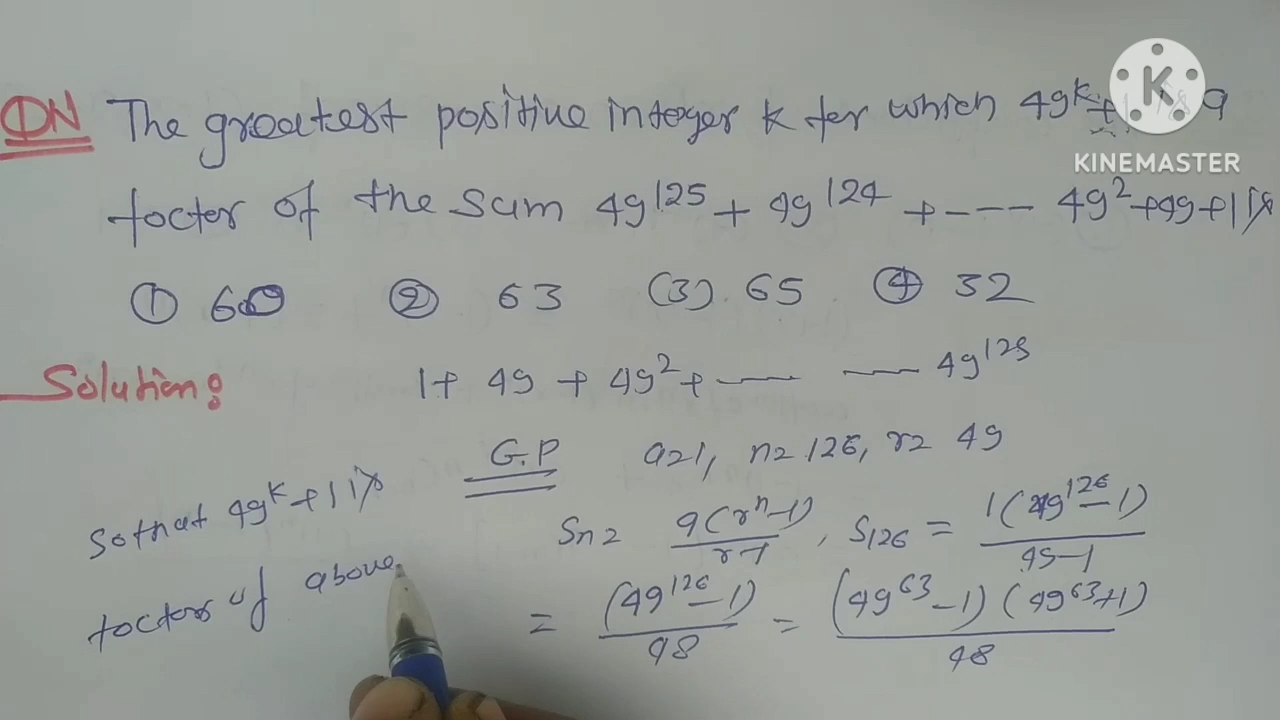 QN The greatest positive integer k for which 49^k+1 is a
K
KINEMASTER
factor of the sum 49^125 + 49^124 + ---- 49^2+49+1 is
① 60 ② 63 (3). 65 ④ 32
Solution:
1+ 49 + 49^2+ ---- ---- 49^125
G.P a=1, n=126, r= 49
Sn= a(r^n-1)/r-1, S126 = 1(49^126-1)/49-1
= (49^126-1)/48 = (49^63-1)(49^63+1)/48
So that 49^k+1 is
factor of above